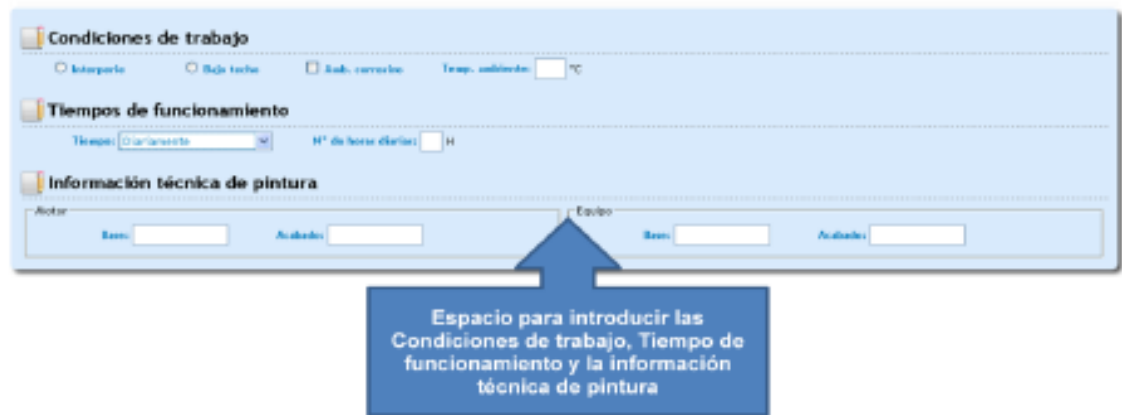 Condiciones de trabajo
Intemperie Bajo techo Amb. corrosivo Temp. ambiente: ºC
Tiempos de funcionamiento
Tiempo: Diariamente Nº de horas diarias: H
Información técnica de pintura
Motor Equipo
Base: Acabado: Base: Acabado:
Espacio para introducir las
Condiciones de trabajo, Tiempo de
funcionamiento y la información
técnica de pintura